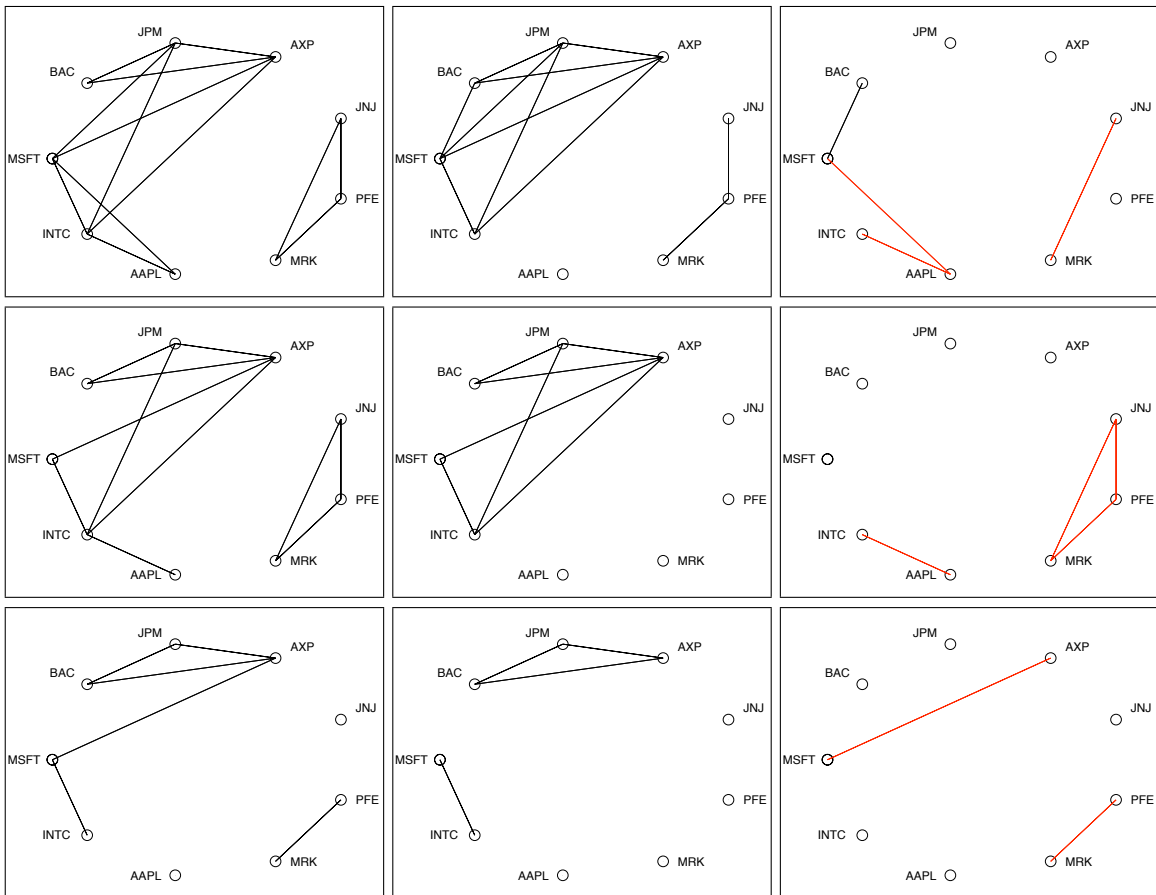 JPM
AXP
BAC
JNJ
MSFT
PFE
INTC
MRK
AAPL
JPM
AXP
BAC
JNJ
MSFT
PFE
INTC
MRK
AAPL
JPM
AXP
BAC
JNJ
MSFT
PFE
INTC
MRK
AAPL
JPM
AXP
BAC
JNJ
MSFT
PFE
INTC
MRK
AAPL
JPM
AXP
BAC
JNJ
MSFT
PFE
INTC
MRK
AAPL
JPM
AXP
BAC
JNJ
MSFT
PFE
INTC
MRK
AAPL
JPM
AXP
BAC
JNJ
MSFT
PFE
INTC
MRK
AAPL
JPM
AXP
BAC
JNJ
MSFT
PFE
INTC
MRK
AAPL
JPM
AXP
BAC
JNJ
MSFT
PFE
INTC
MRK
AAPL